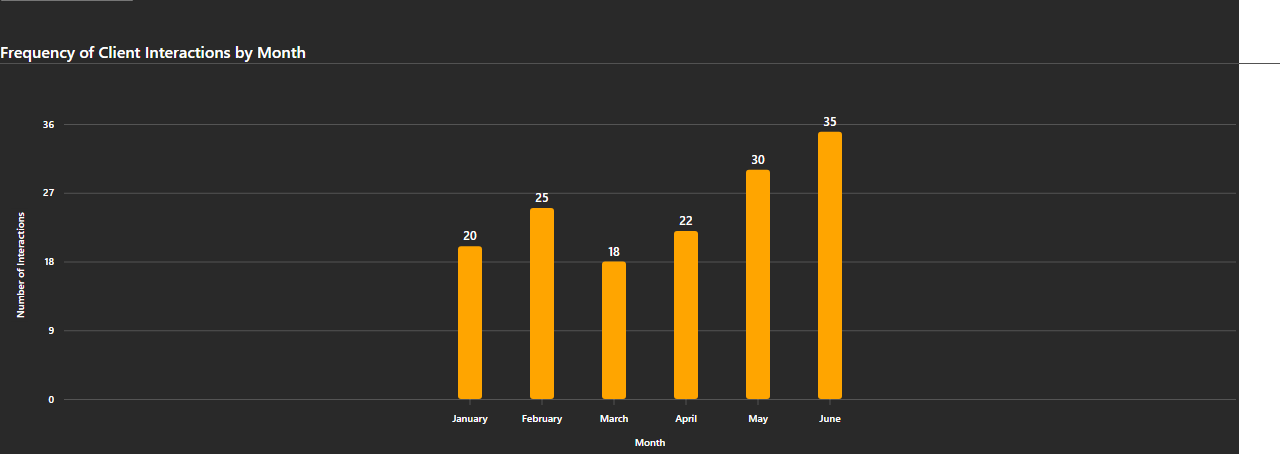 Frequency of Client Interactions by Month
36
27
18
9
0
Number of Interactions
20
25
18
22
30
35
January February March April May June
Month